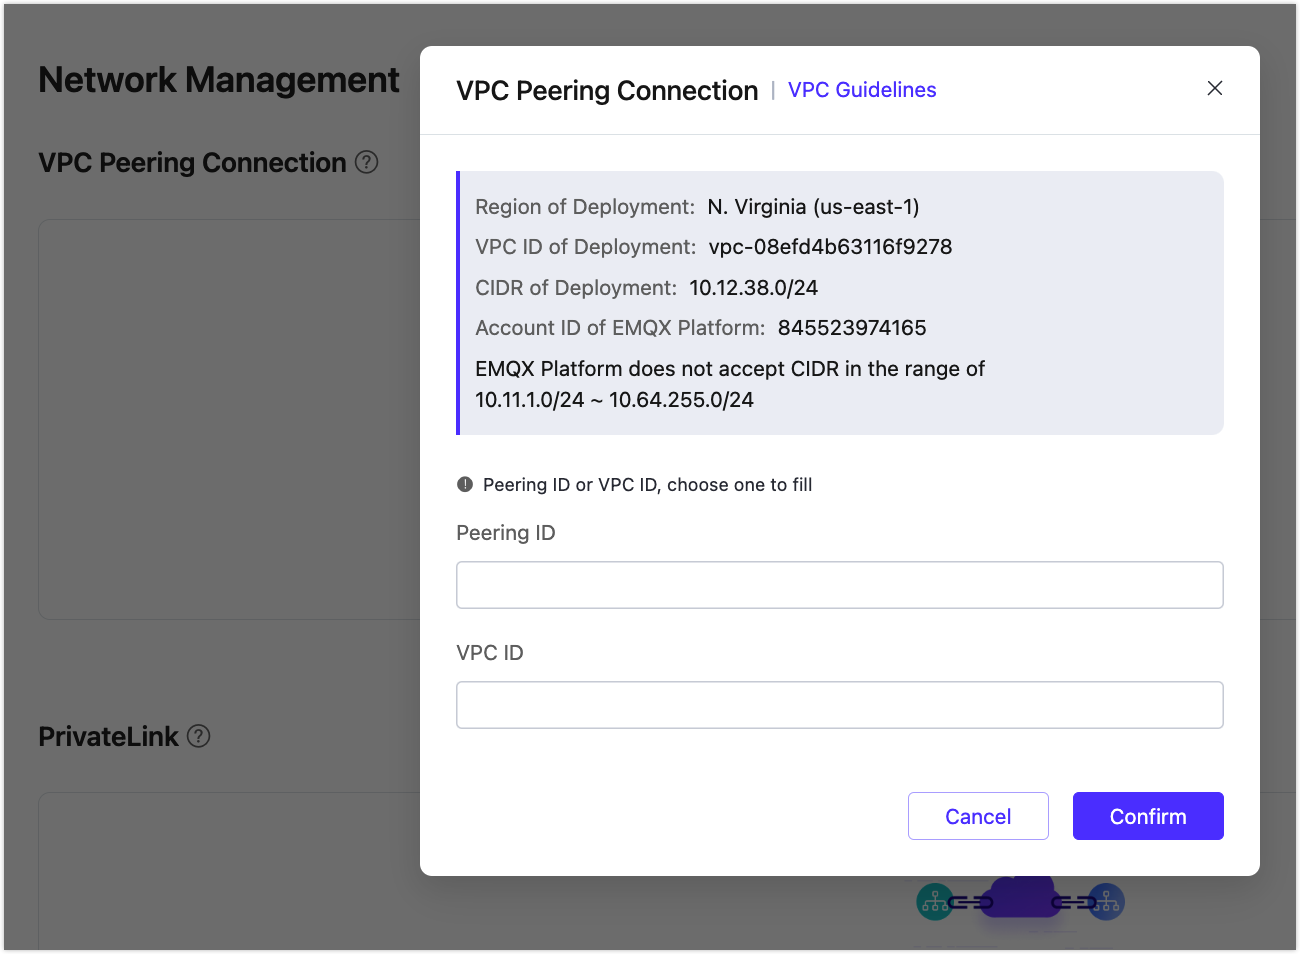 Network Management
VPC Peering Connection ?
PrivateLink ?
VPC Peering Connection | VPC Guidelines
Region of Deployment: N. Virginia (us-east-1)
VPC ID of Deployment: vpc-08efd4b63116f9278
CIDR of Deployment: 10.12.38.0/24
Account ID of EMQX Platform: 845523974165
EMQX Platform does not accept CIDR in the range of
10.11.1.0/24 ~ 10.64.255.0/24
Peering ID or VPC ID, choose one to fill
Peering ID
VPC ID
Cancel Confirm